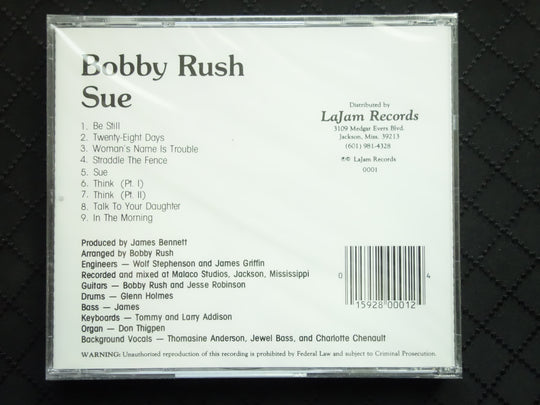 Bobby Rush
Sue
1. Be Still
2. Twenty-Eight Days
3. Woman's Name Is Trouble
4. Straddle The Fence
5. Sue
6. Think (Pt. I)
7. Think (Pt. II)
8. Talk To Your Daughter
9. In The Morning
Distributed by
LaJam Records
3109 Medgar Evers Blvd.
Jackson, Miss. 39213
(601) 981-4328
℗© LaJam Records
0001
Produced by James Bennett
Arranged by Bobby Rush
Engineers — Wolf Stephenson and James Griffin
Recorded and mixed at Malaco Studios, Jackson, Mississippi
Guitars — Bobby Rush and Jesse Robinson
Drums — Glenn Holmes
Bass — James
Keyboards — Tommy and Larry Addison
Organ — Don Thigpen
Background Vocals — Thomasine Anderson, Jewel Bass, and Charlotte Chenault
0 15928 00012 4
WARNING: Unauthorized reproduction of this recording is prohibited by Federal Law and subject to Criminal Prosecution.